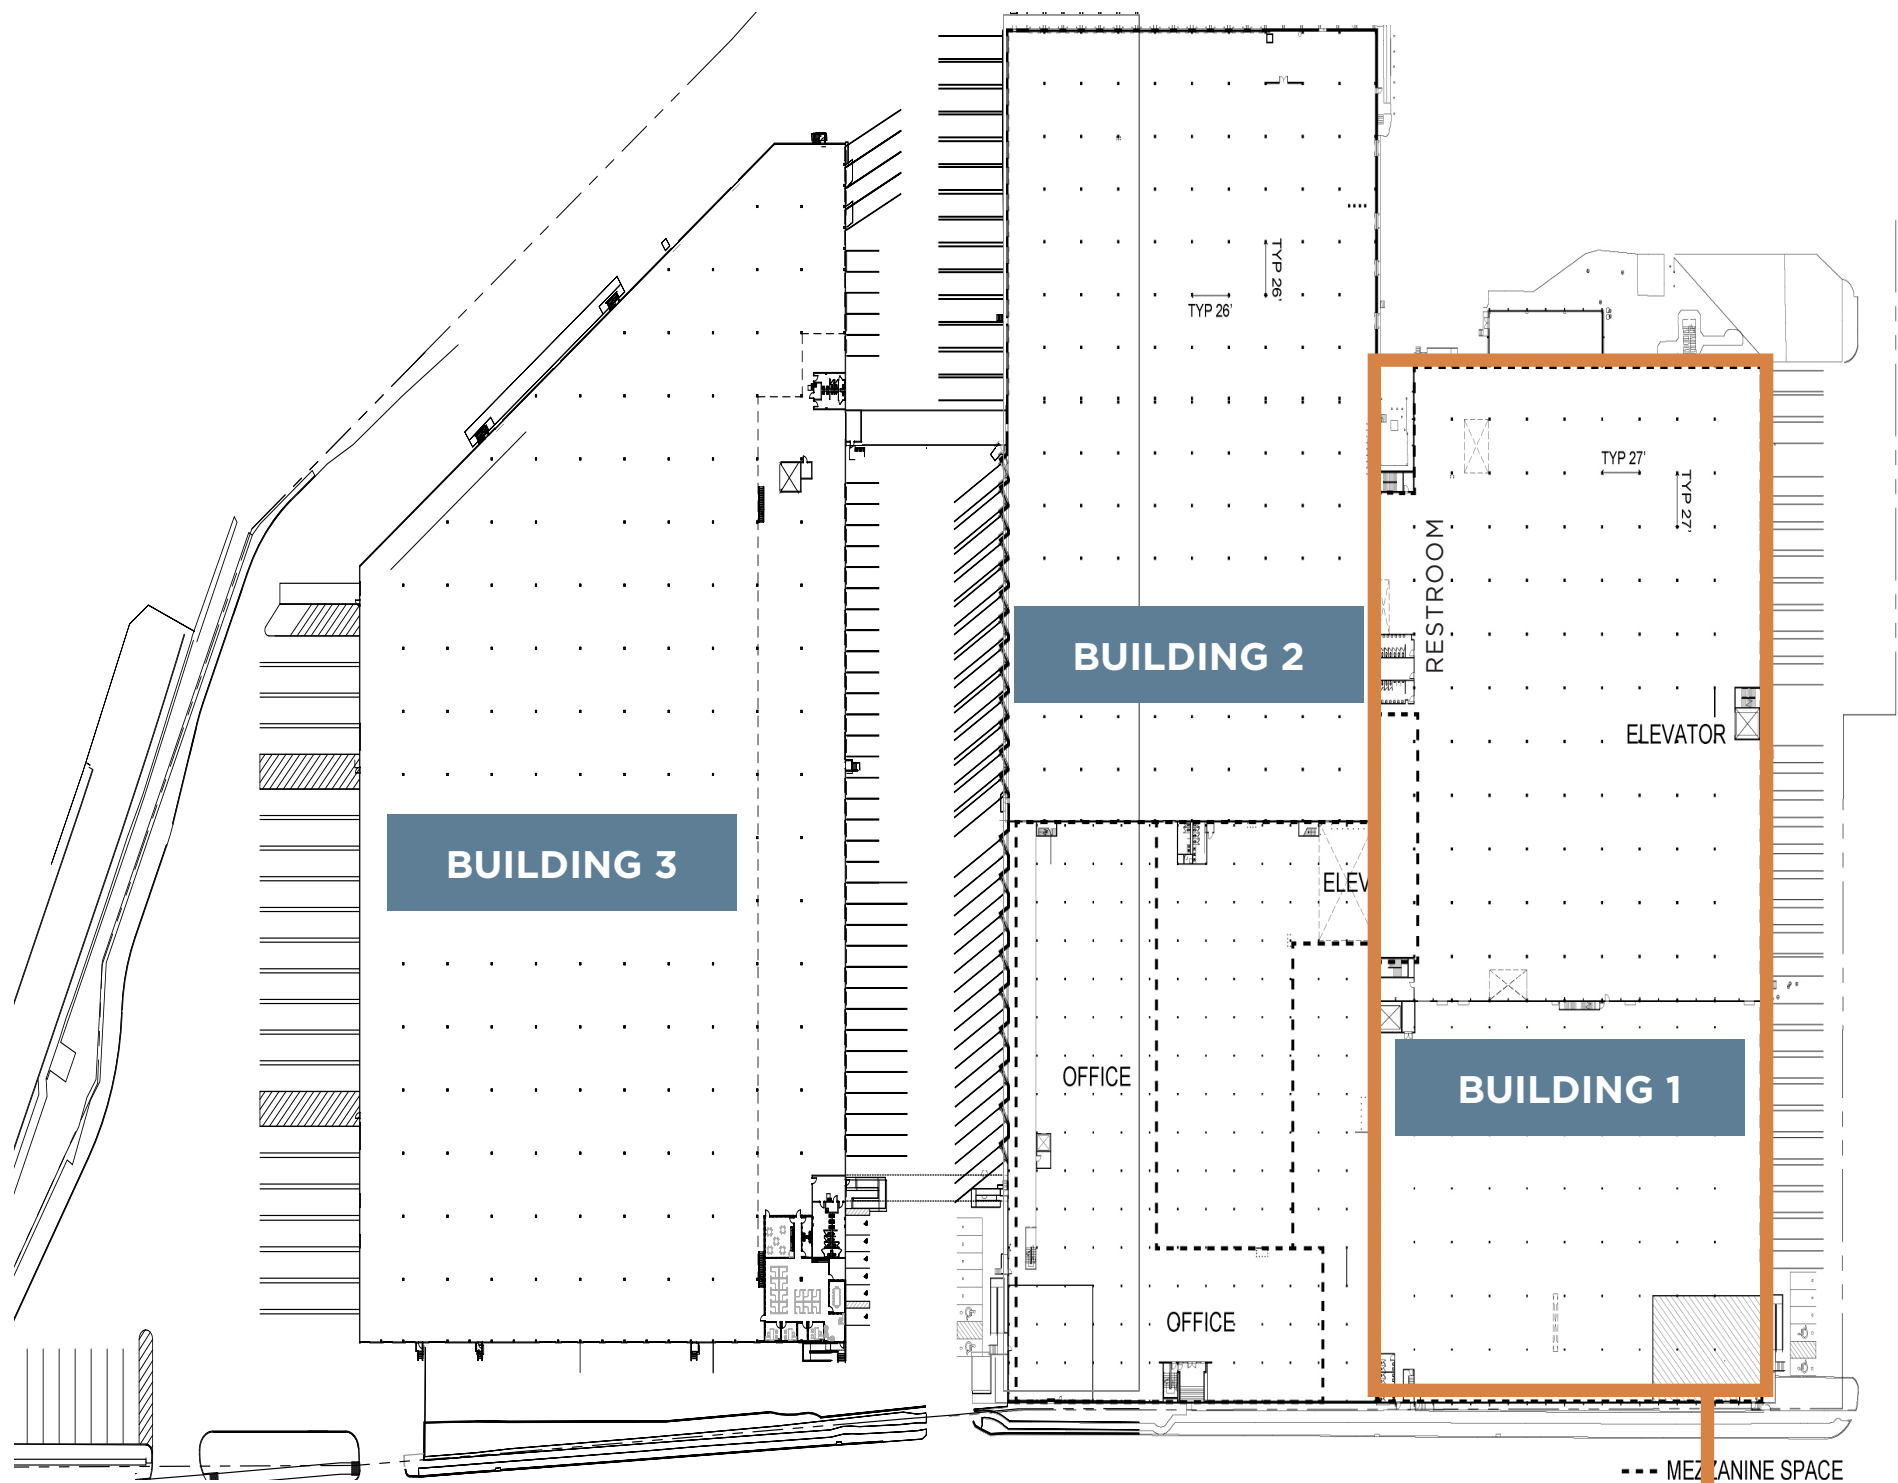 TYP 26'
TYP 26'
TYP 27'
TYP 27'
RESTROOM
BUILDING 2
ELEVATOR
BUILDING 3
ELEV
OFFICE
BUILDING 1
OFFICE
MEZZANINE SPACE